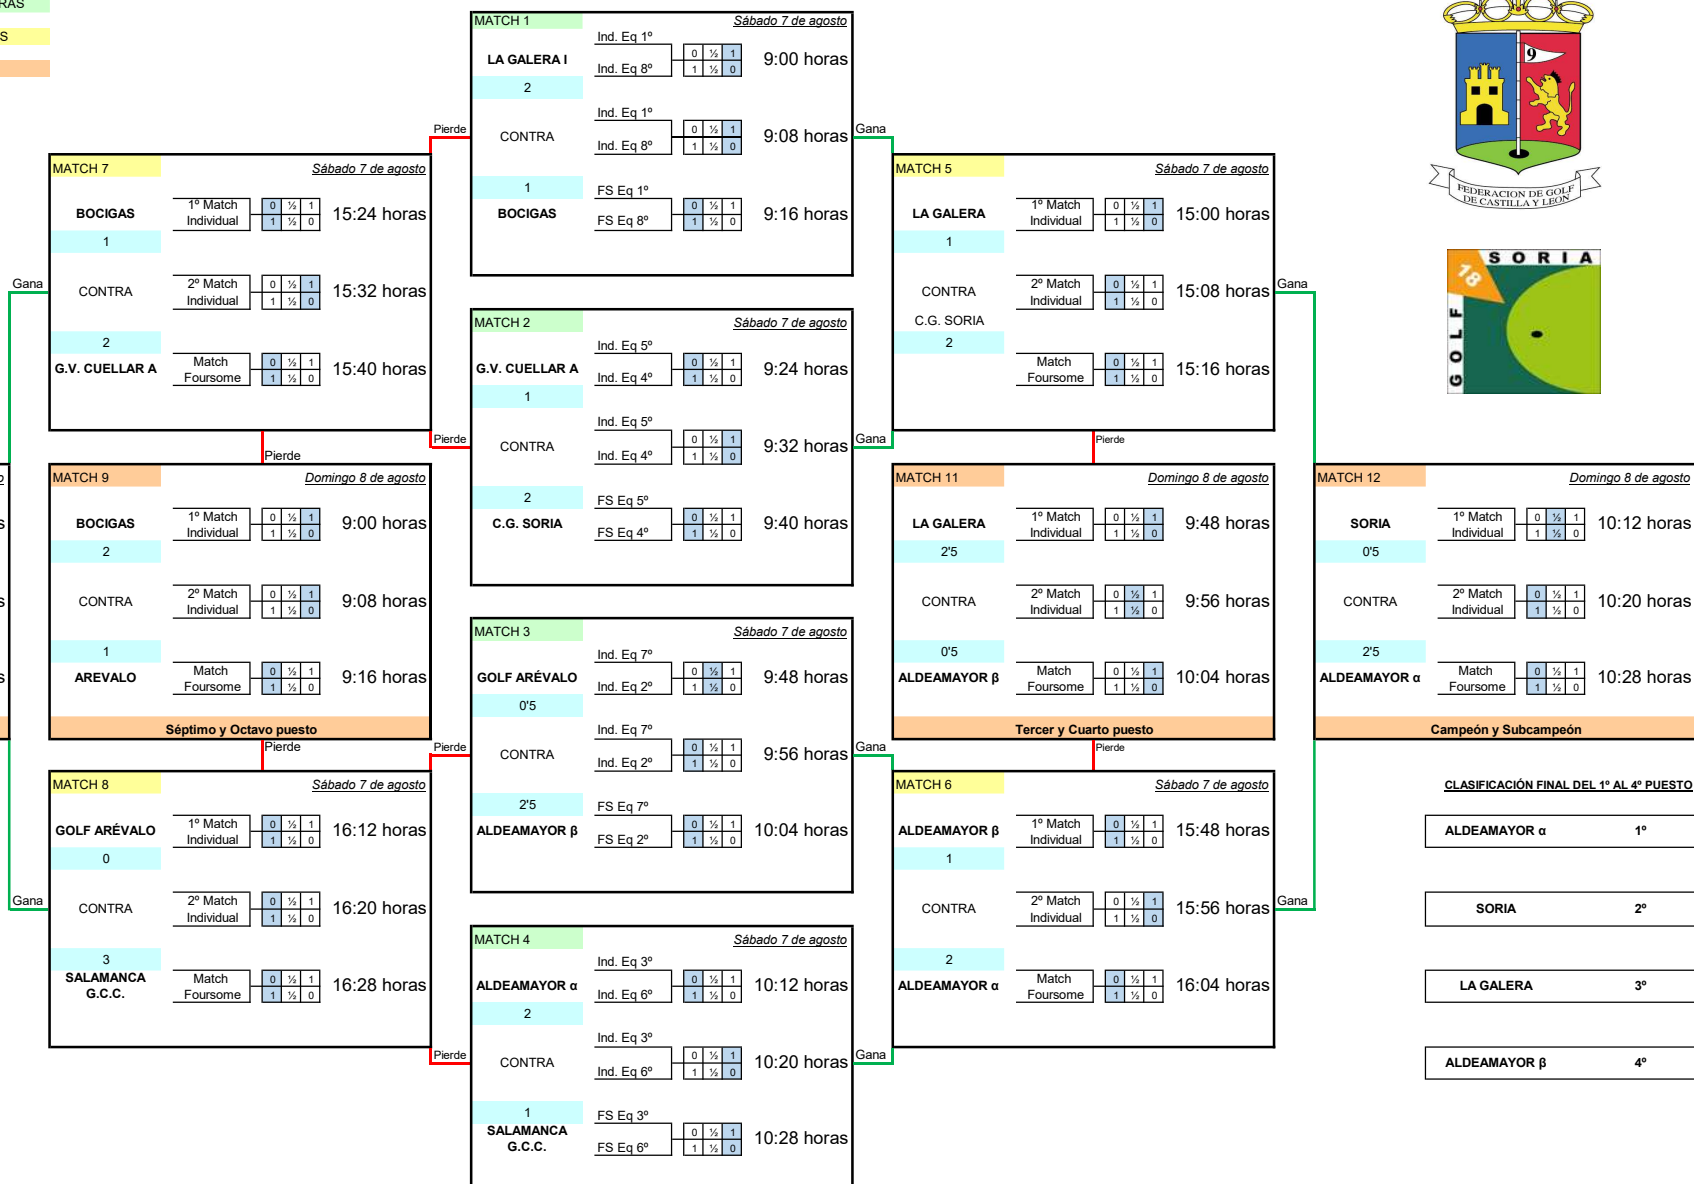 RAS
S
o
s
s
s
Gana
Gana
MATCH 7
Sábado 7 de agosto
BOCIGAS
1º Match
Individual
0 ½ 1
1 ½ 0
15:24 horas
1
CONTRA
2º Match
Individual
0 ½ 1
1 ½ 0
15:32 horas
2
G.V. CUELLAR A
Match
Foursome
0 ½ 1
1 ½ 0
15:40 horas
Pierde
MATCH 9
Domingo 8 de agosto
BOCIGAS
1º Match
Individual
0 ½ 1
1 ½ 0
9:00 horas
2
CONTRA
2º Match
Individual
0 ½ 1
1 ½ 0
9:08 horas
1
AREVALO
Match
Foursome
0 ½ 1
1 ½ 0
9:16 horas
Séptimo y Octavo puesto
Pierde
MATCH 8
Sábado 7 de agosto
GOLF ARÉVALO
1º Match
Individual
0 ½ 1
1 ½ 0
16:12 horas
0
CONTRA
2º Match
Individual
0 ½ 1
1 ½ 0
16:20 horas
3
SALAMANCA
G.C.C.
Match
Foursome
0 ½ 1
1 ½ 0
16:28 horas
Pierde
Pierde
Pierde
Pierde
MATCH 1
Sábado 7 de agosto
LA GALERA I
Ind. Eq 1º
Ind. Eq 8º
0 ½ 1
1 ½ 0
9:00 horas
2
CONTRA
Ind. Eq 1º
Ind. Eq 8º
0 ½ 1
1 ½ 0
9:08 horas
1
BOCIGAS
FS Eq 1º
FS Eq 8º
0 ½ 1
1 ½ 0
9:16 horas
MATCH 2
Sábado 7 de agosto
G.V. CUELLAR A
Ind. Eq 5º
Ind. Eq 4º
0 ½ 1
1 ½ 0
9:24 horas
1
CONTRA
Ind. Eq 5º
Ind. Eq 4º
0 ½ 1
1 ½ 0
9:32 horas
2
C.G. SORIA
FS Eq 5º
FS Eq 4º
0 ½ 1
1 ½ 0
9:40 horas
MATCH 3
Sábado 7 de agosto
GOLF ARÉVALO
Ind. Eq 7º
Ind. Eq 2º
0 ½ 1
1 ½ 0
9:48 horas
0'5
CONTRA
Ind. Eq 7º
Ind. Eq 2º
0 ½ 1
1 ½ 0
9:56 horas
2'5
ALDEAMAYOR β
FS Eq 7º
FS Eq 2º
0 ½ 1
1 ½ 0
10:04 horas
MATCH 4
Sábado 7 de agosto
ALDEAMAYOR α
Ind. Eq 3º
Ind. Eq 6º
0 ½ 1
1 ½ 0
10:12 horas
2
CONTRA
Ind. Eq 3º
Ind. Eq 6º
0 ½ 1
1 ½ 0
10:20 horas
1
SALAMANCA
G.C.C.
FS Eq 3º
FS Eq 6º
0 ½ 1
1 ½ 0
10:28 horas
Gana
Gana
Gana
Gana
MATCH 5
Sábado 7 de agosto
LA GALERA
1º Match
Individual
0 ½ 1
1 ½ 0
15:00 horas
1
CONTRA
2º Match
Individual
0 ½ 1
1 ½ 0
15:08 horas
C.G. SORIA
2
Match
Foursome
0 ½ 1
1 ½ 0
15:16 horas
Pierde
MATCH 11
Domingo 8 de agosto
LA GALERA
1º Match
Individual
0 ½ 1
1 ½ 0
9:48 horas
2'5
CONTRA
2º Match
Individual
0 ½ 1
1 ½ 0
9:56 horas
0'5
ALDEAMAYOR β
Match
Foursome
0 ½ 1
1 ½ 0
10:04 horas
Tercer y Cuarto puesto
Pierde
MATCH 6
Sábado 7 de agosto
ALDEAMAYOR β
1º Match
Individual
0 ½ 1
1 ½ 0
15:48 horas
1
CONTRA
2º Match
Individual
0 ½ 1
1 ½ 0
15:56 horas
2
ALDEAMAYOR α
Match
Foursome
0 ½ 1
1 ½ 0
16:04 horas
Gana
Gana
9
FEDERACION DE GOLF
DE CASTILLA Y LEON
SORIA
18
GOLF
MATCH 12
Domingo 8 de agosto
SORIA
1º Match
Individual
0 ½ 1
1 ½ 0
10:12 horas
0'5
CONTRA
2º Match
Individual
0 ½ 1
1 ½ 0
10:20 horas
2'5
ALDEAMAYOR α
Match
Foursome
0 ½ 1
1 ½ 0
10:28 horas
Campeón y Subcampeón
CLASIFICACIÓN FINAL DEL 1º AL 4º PUESTO
ALDEAMAYOR α 1º
SORIA 2º
LA GALERA 3º
ALDEAMAYOR β 4º